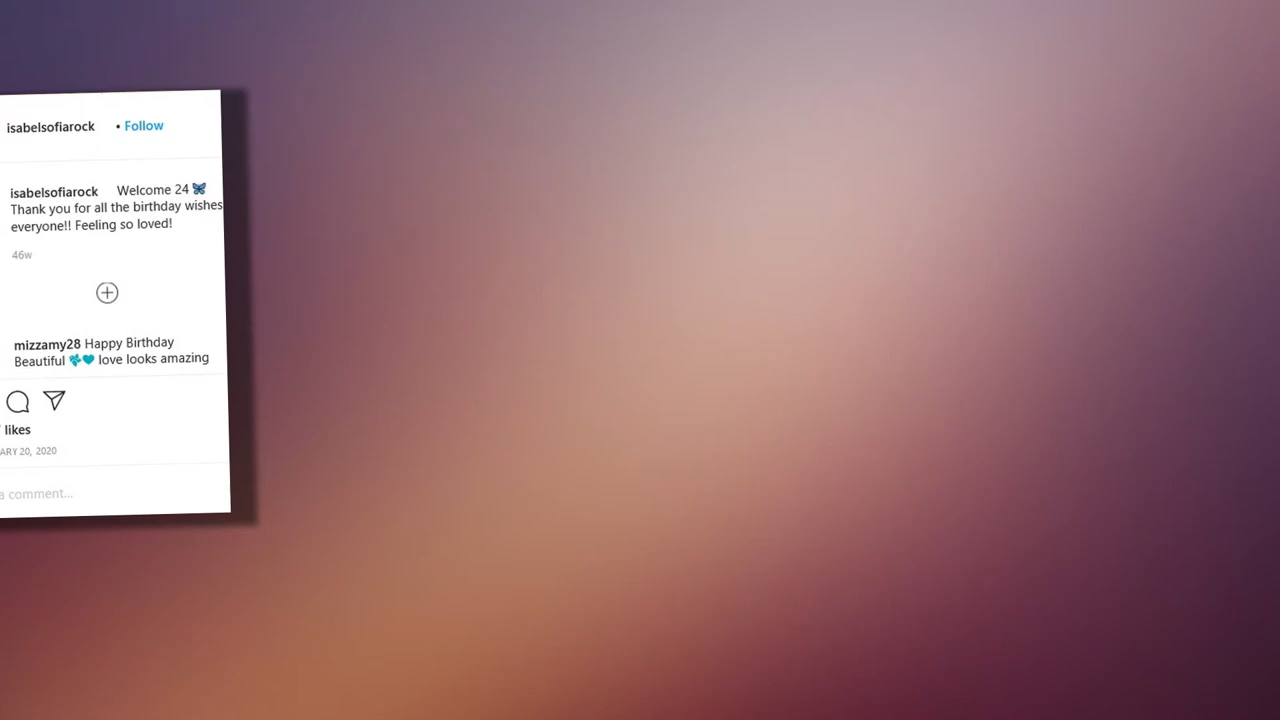 isabelsofiarock • Follow
isabelsofiarock Welcome 24 🦋
Thank you for all the birthday wishes
everyone!! Feeling so loved!
46w
mizzamy28 Happy Birthday
Beautiful 💙 love looks amazing
likes
ARY 20, 2020
a comment...